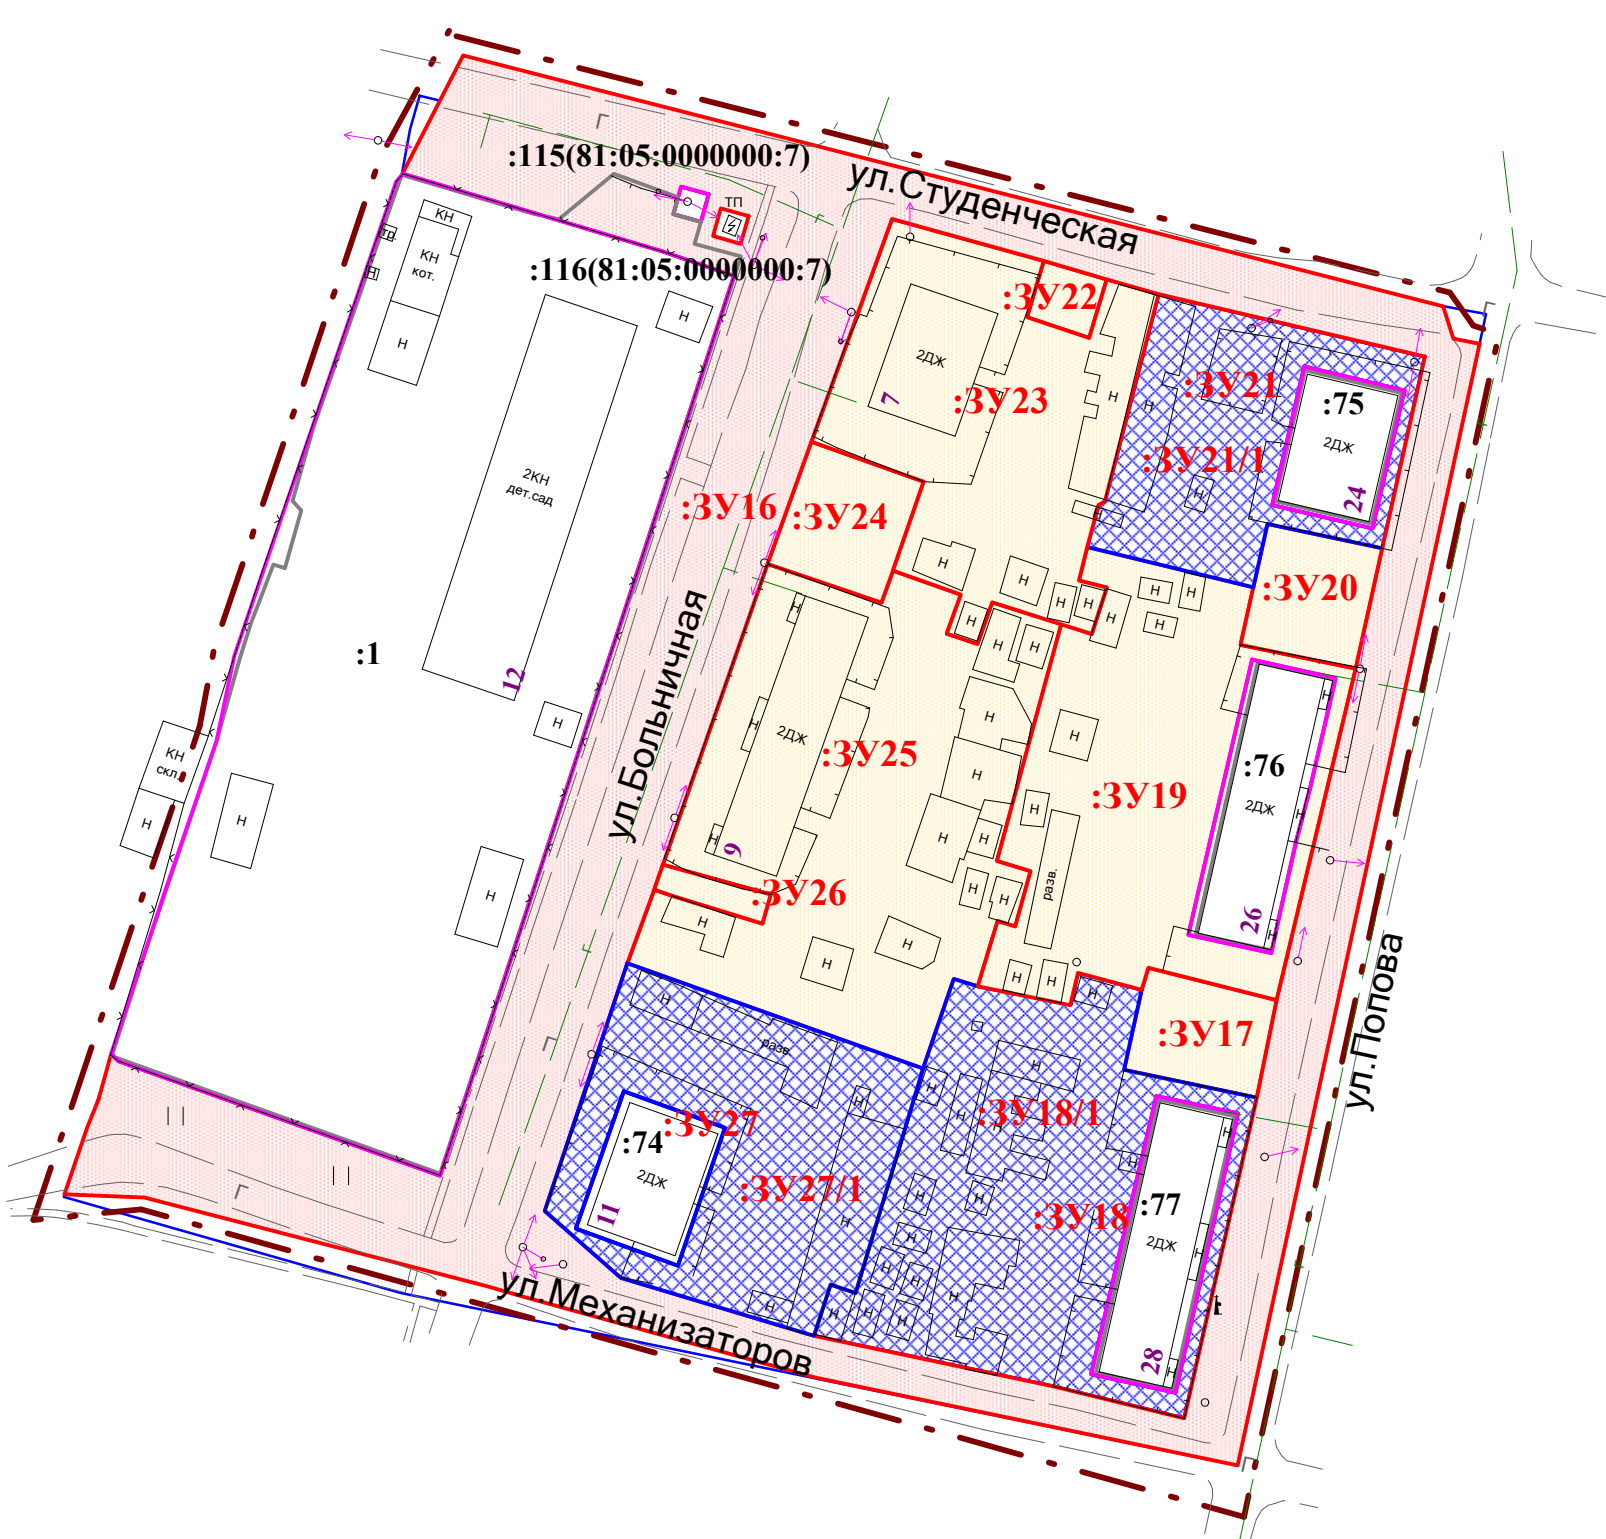 :115(81:05:0000000:7)
ул.Студенческая
ТП
КН
тр
КН
кот.
Н
:116(81:05:0000000:7)
Н
Н
:ЗУ22
2ДЖ
7
:ЗУ23
Н
Н
:ЗУ21
:75
2ДЖ
24
:ЗУ21/1
Н
2КН
дет.сад
12
:ЗУ16
:ЗУ24
Н
Н
Н
Н
Н
Н
Н
Н
Н
:ЗУ20
Н
Н
Н
:1
ул.Больничная
Н
Н
2ДЖ
:ЗУ25
Н
9
Н
Н
Н
Н
Н
Н
Н
Н
:ЗУ19
разв.
:76
2ДЖ
Н
Н
Н
26
КН
скл.
Н
Н
Н
Н
:ЗУ26
Н
Н
Н
Н
Н
Н
:ЗУ17
ул.Попова
Н
разв.
Н
Н
Н
Н
:ЗУ18/1
:ЗУ27
:74
2ДЖ
11
:ЗУ27/1
Н
Н
Н
Н
Н
Н
Н
Н
Н
Н
Н
Н
Н
:ЗУ18
:77
2ДЖ
Н
Н
Н
28
ул.Механизаторов